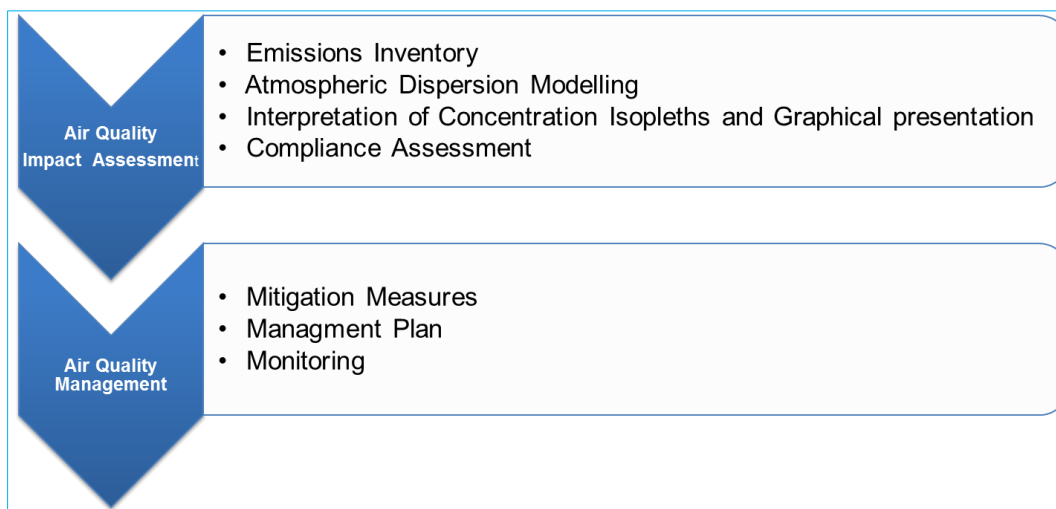 Air Quality
Impact Assessment
• Emissions Inventory
• Atmospheric Dispersion Modelling
• Interpretation of Concentration Isopleths and Graphical presentation
• Compliance Assessment
Air Quality
Management
• Mitigation Measures
• Managment Plan
• Monitoring